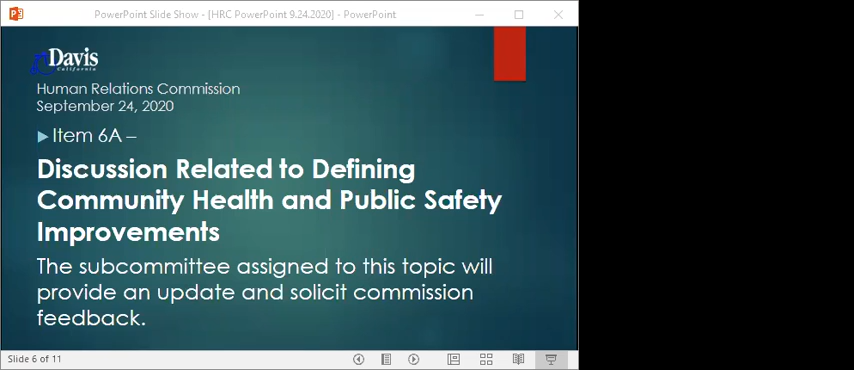 PowerPoint Slide Show - [HRC PowerPoint 9.24.2020] - PowerPoint
Davis
California
Human Relations Commission
September 24, 2020
Item 6A –
Discussion Related to Defining
Community Health and Public Safety
Improvements
The subcommittee assigned to this topic will
provide an update and solicit commission
feedback.
Slide 6 of 11